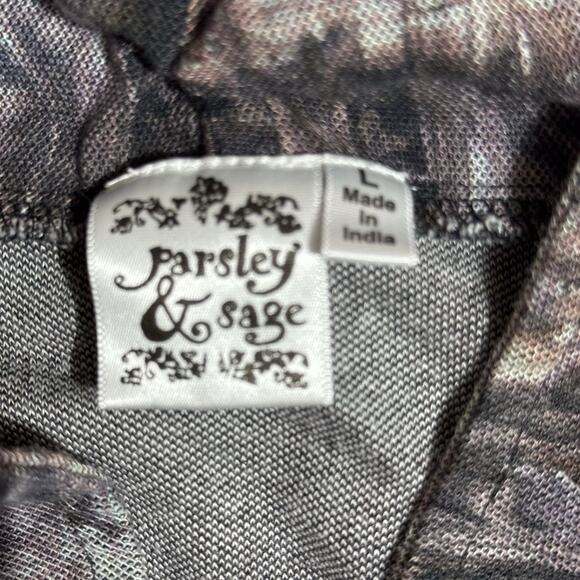 parsley
& sage
L
Made
In
India